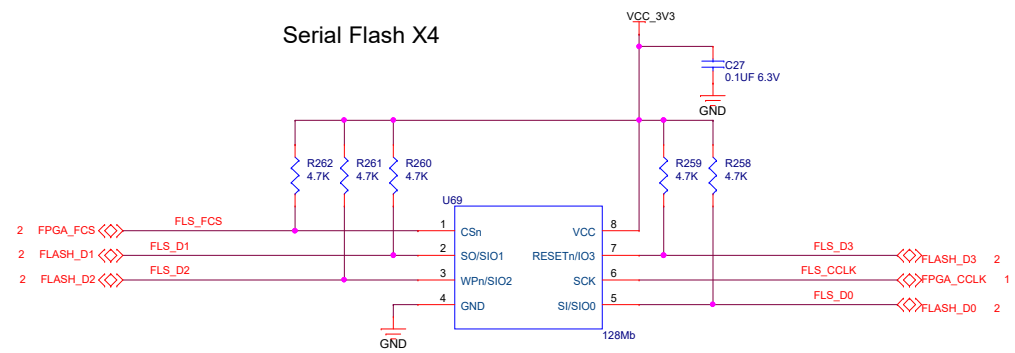 VCC_3V3
Serial Flash X4
C27
0.1UF 6.3V
GND
R262 R261 R260 R259 R258
4.7K 4.7K 4.7K 4.7K 4.7K
U69
2 FPGA_FCS FLS_FCS 1 CSn VCC 8
2 FLASH_D1 FLS_D1 2 SO/SIO1 RESETn/IO3 7 FLS_D3 FLASH_D3 2
2 FLASH_D2 FLS_D2 3 WPn/SIO2 SCK 6 FLS_CCLK FPGA_CCLK 1
4 GND SI/SIO0 5 FLS_D0 FLASH_D0 2
128Mb
GND